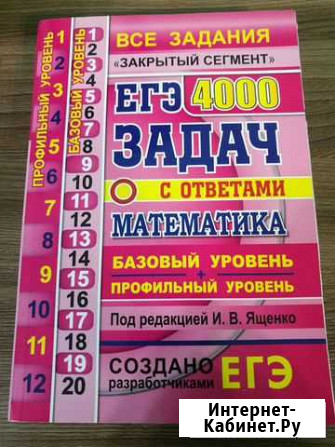 ПРОФИЛЬНЫЙ УРОВЕНЬ
1
2
3
4
5
6
7
8
9
10
11
12
БАЗОВЫЙ УРОВЕНЬ
1
2
3
4
5
6
7
8
9
10
11
12
13
14
15
16
17
18
19
20
ВСЕ ЗАДАНИЯ
«ЗАКРЫТЫЙ СЕГМЕНТ»
ЕГЭ 4000
ЗАДАЧ
С ОТВЕТАМИ
МАТЕМАТИКА
БАЗОВЫЙ УРОВЕНЬ
+
ПРОФИЛЬНЫЙ УРОВЕНЬ
Под редакцией И. В. Ященко
СОЗДАНО
разработчиками ЕГЭ
Интернет-
Кабинет.Ру